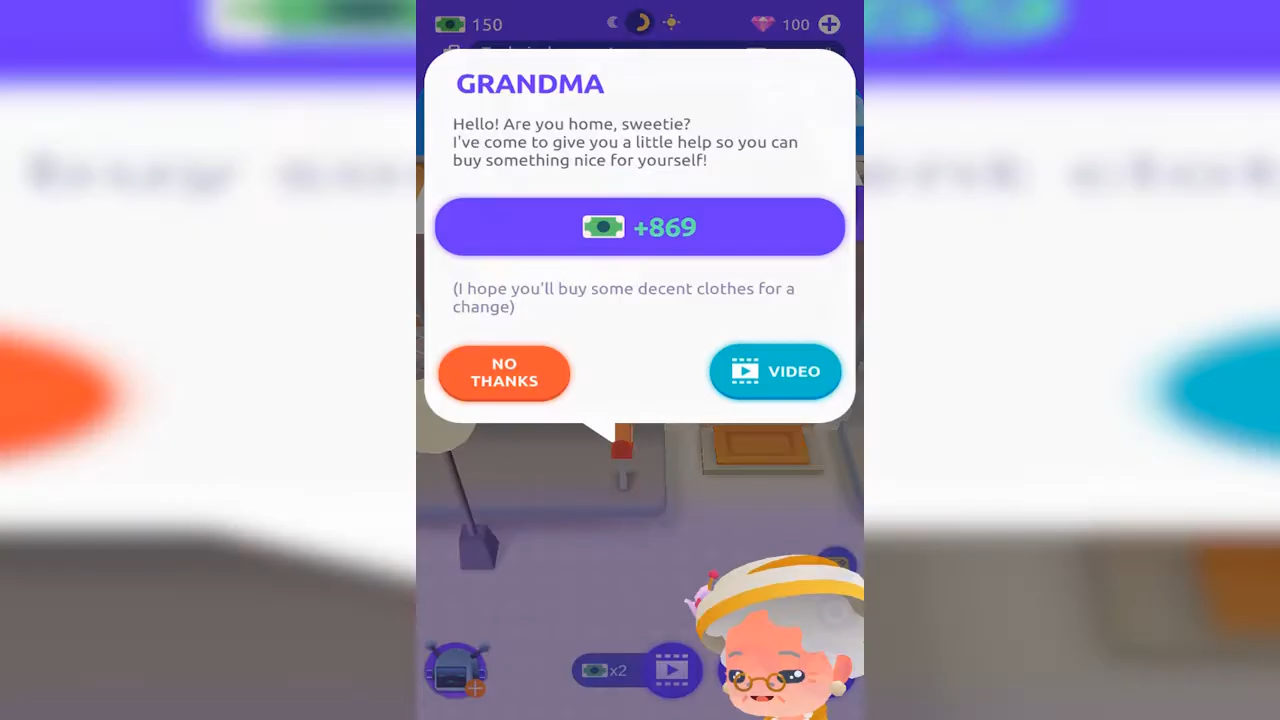 150
100
GRANDMA
Hello! Are you home, sweetie?
I've come to give you a little help so you can
buy something nice for yourself!
+869
(I hope you'll buy some decent clothes for a
change)
NO
THANKS
VIDEO
x2